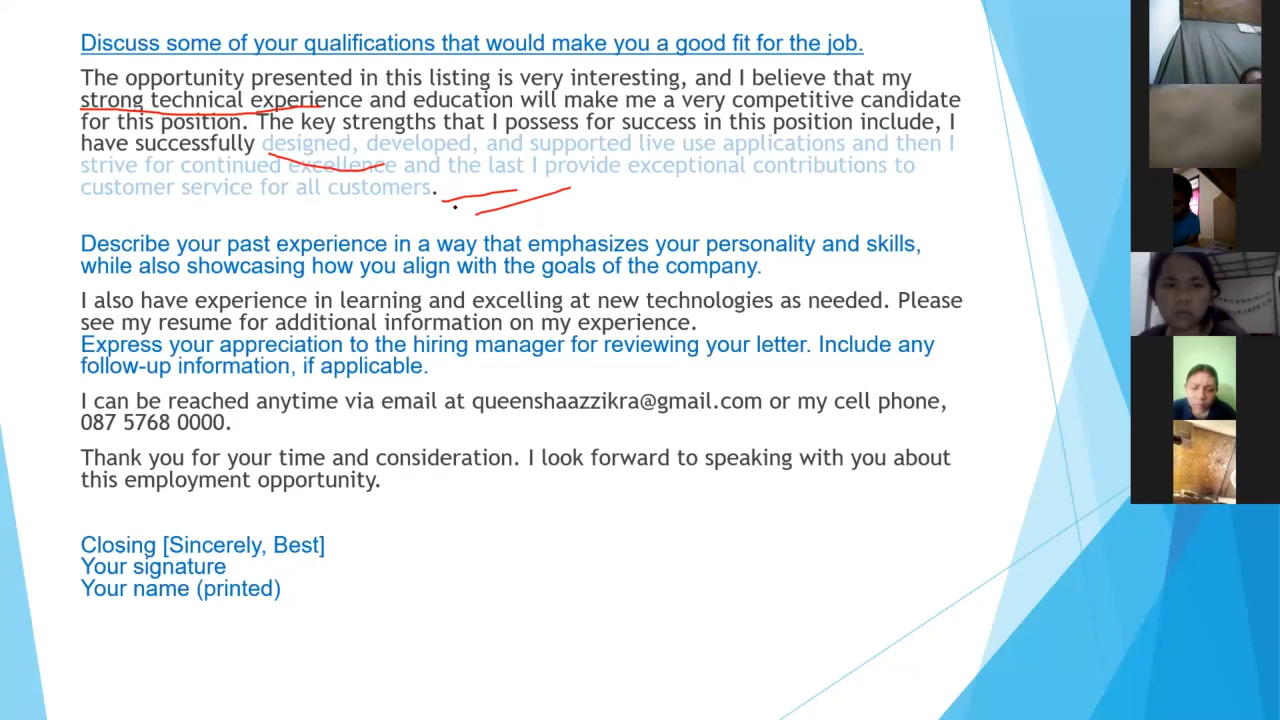 Discuss some of your qualifications that would make you a good fit for the job.
The opportunity presented in this listing is very interesting, and I believe that my
strong technical experience and education will make me a very competitive candidate
for this position. The key strengths that I possess for success in this position include, I
have successfully designed, developed, and supported live use applications and then I
strive for continued excellence and the last I provide exceptional contributions to
customer service for all customers.
Describe your past experience in a way that emphasizes your personality and skills,
while also showcasing how you align with the goals of the company.
I also have experience in learning and excelling at new technologies as needed. Please
see my resume for additional information on my experience.
Express your appreciation to the hiring manager for reviewing your letter. Include any
follow-up information, if applicable.
I can be reached anytime via email at queenshaazzikra@gmail.com or my cell phone,
087 5768 0000.
Thank you for your time and consideration. I look forward to speaking with you about
this employment opportunity.
Closing [Sincerely, Best]
Your signature
Your name (printed)